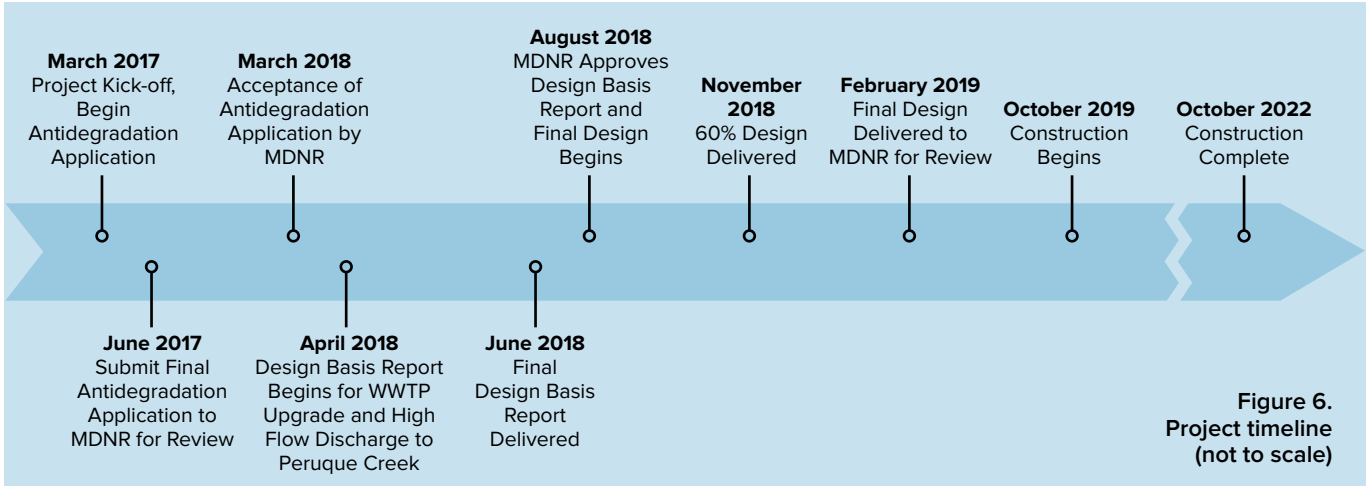 March 2017
Project Kick-off,
Begin
Antidegradation
Application
March 2018
Acceptance of
Antidegradation
Application by
MDNR
August 2018
MDNR Approves
Design Basis
Report and
Final Design
Begins
November
2018
60% Design
Delivered
February 2019
Final Design
Delivered to
MDNR for Review
October 2019
Construction
Begins
October 2022
Construction
Complete
June 2017
Submit Final
Antidegradation
Application to
MDNR for Review
April 2018
Design Basis Report
Begins for WWTP
Upgrade and High
Flow Discharge to
Peruque Creek
June 2018
Final
Design Basis
Report
Delivered
Figure 6.
Project timeline
(not to scale)